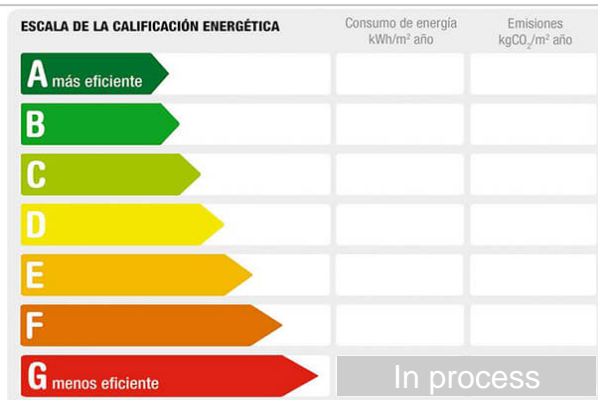 ESCALA DE LA CALIFICACIÓN ENERGÉTICA
Consumo de energía
kWh/m² año
Emisiones
kgCO₂/m² año
A más eficiente
B
C
D
E
F
G menos eficiente
In process